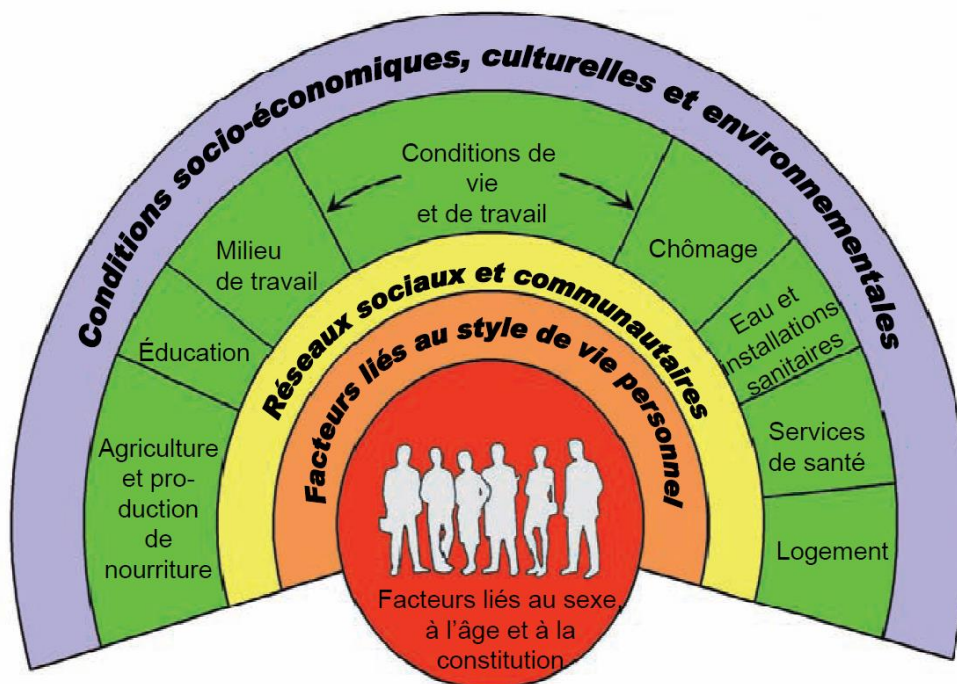 Conditions socio-économiques, culturelles et environnementales
Conditions de
vie
et de travail
Agriculture
et pro-
duction
de
nourriture
Éducation
Milieu
de travail
Chômage
Eau et
installations
sanitaires
Services
de santé
Logement
Réseaux sociaux et communautaires
Facteurs liés au style de vie personnel
Facteurs liés au sexe,
à l'âge et à la
constitution